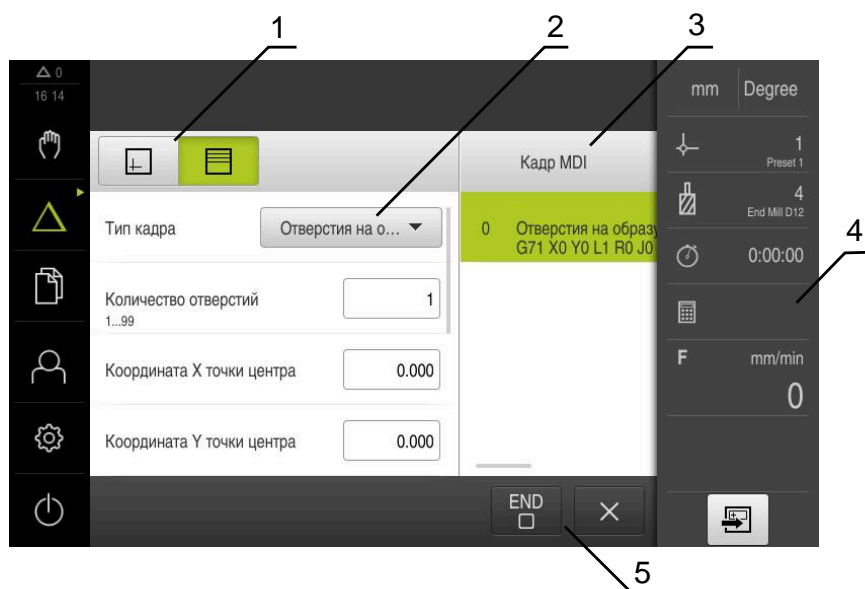 1
2
3
0
16 14
mm
Degree
1
Preset 1
Кадр MDI
4
End Mill D12
Тип кадра
Отверстия на о...
0
Отверстия на образу
G71 X0 Y0 L1 R0 J0
4
0:00:00
Количество отверстий
1
1...99
F
mm/min
0
Координата X точки центра
0.000
Координата Y точки центра
0.000
END
5